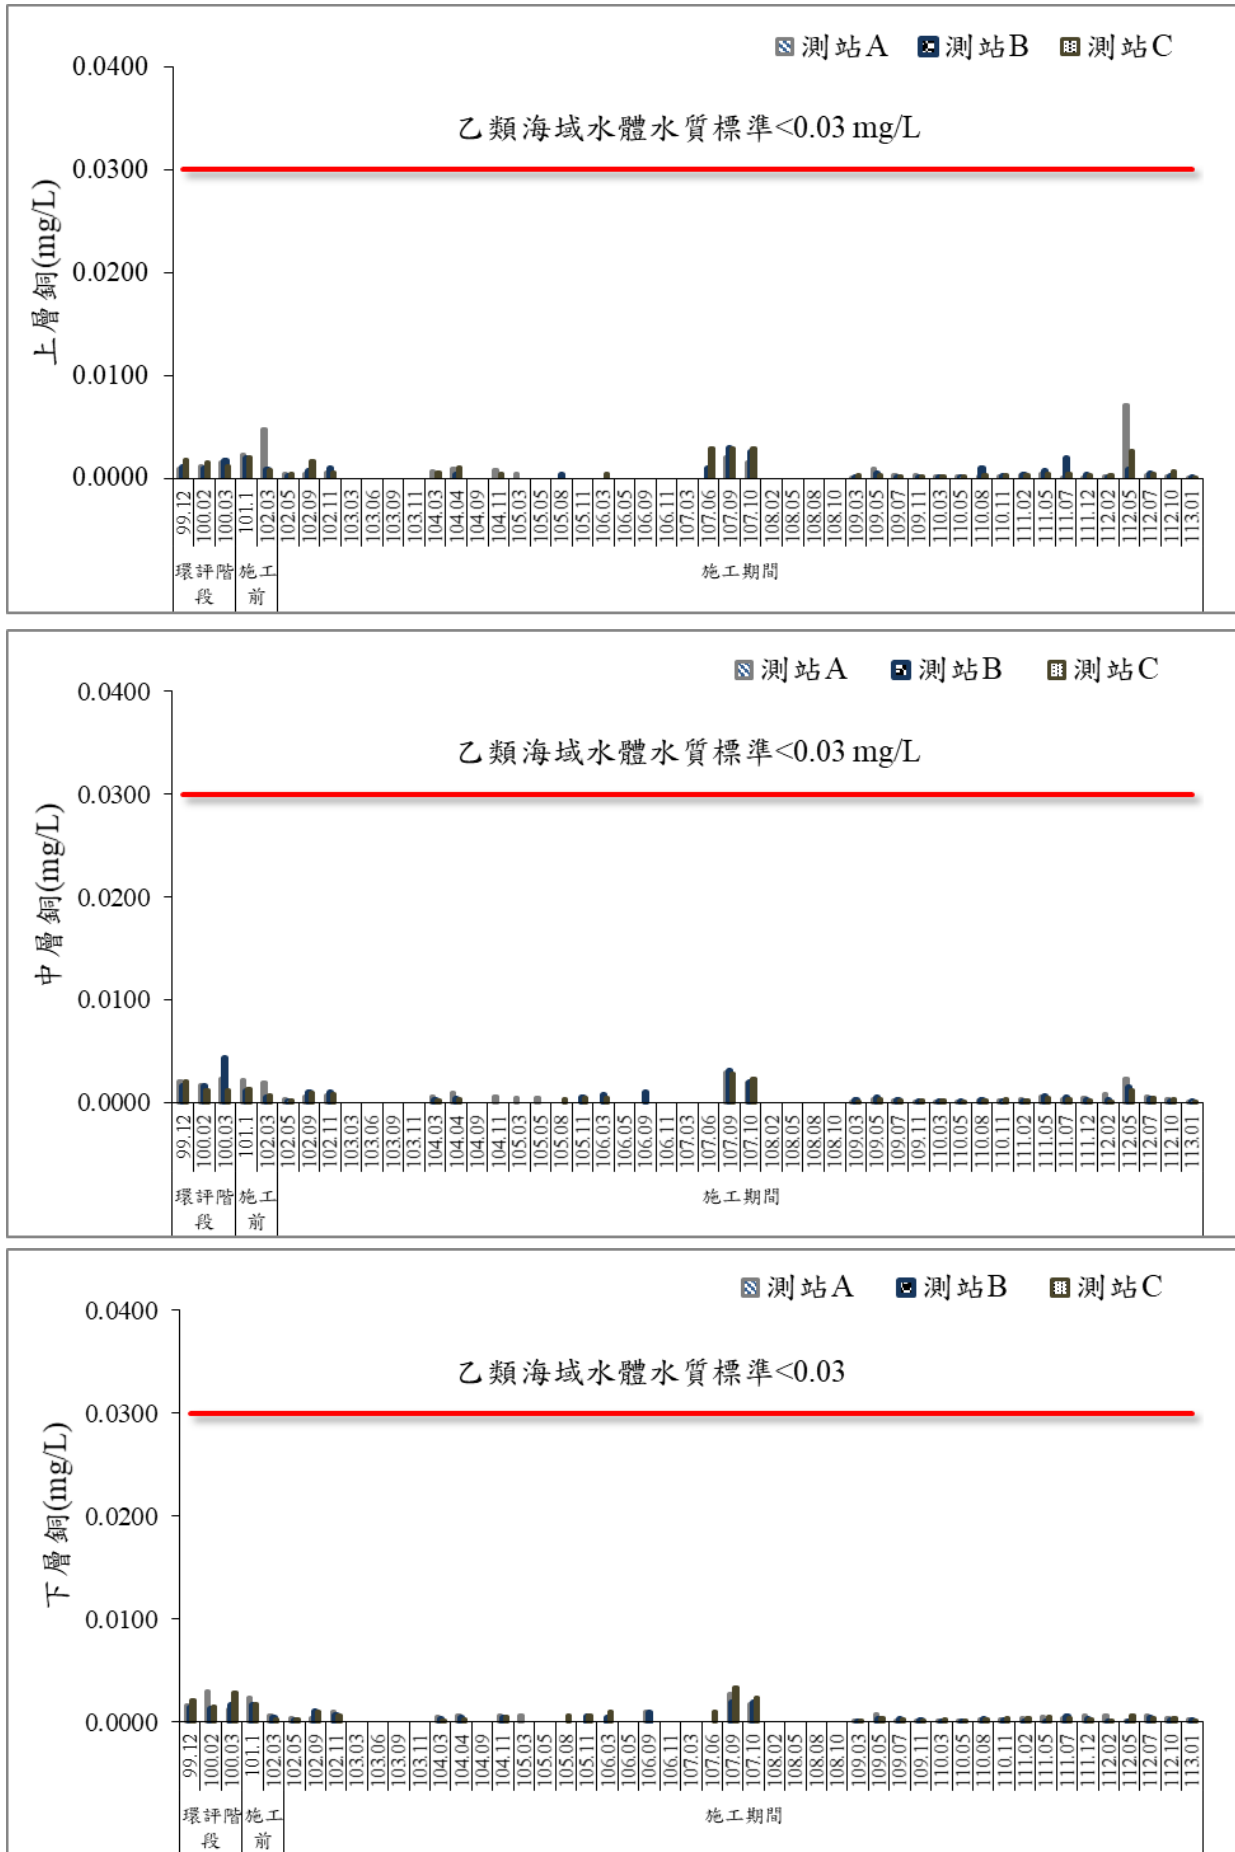 測站A 測站B 測站C
0.0400
乙類海域水體水質標準<0.03 mg/L
0.0300
0.0200
0.0100
0.0000
上層銅(mg/L)
99.12 100.02 100.03 101.1 102.03 102.05 102.09 102.11 103.03 103.06 103.09 103.11 104.03 104.04 104.09 104.11 105.03 105.05 105.08 105.11 106.03 106.05 106.09 106.11 107.03 107.06 107.09 107.10 108.02 108.05 108.08 108.10 109.03 109.05 109.07 109.11 110.03 110.05 110.08 110.11 111.02 111.05 111.07 111.12 112.02 112.05 112.07 112.10 113.01
環評階段 施工前 施工期間
測站A 測站B 測站C
0.0400
乙類海域水體水質標準<0.03 mg/L
0.0300
0.0200
0.0100
0.0000
中層銅(mg/L)
99.12 100.02 100.03 101.1 102.03 102.05 102.09 102.11 103.03 103.06 103.09 103.11 104.03 104.04 104.09 104.11 105.03 105.05 105.08 105.11 106.03 106.05 106.09 106.11 107.03 107.06 107.09 107.10 108.02 108.05 108.08 108.10 109.03 109.05 109.07 109.11 110.03 110.05 110.08 110.11 111.02 111.05 111.07 111.12 112.02 112.05 112.07 112.10 113.01
環評階段 施工前 施工期間
測站A 測站B 測站C
0.0400
乙類海域水體水質標準<0.03
0.0300
0.0200
0.0100
0.0000
下層銅(mg/L)
99.12 100.02 100.03 101.1 102.03 102.05 102.09 102.11 103.03 103.06 103.09 103.11 104.03 104.04 104.09 104.11 105.03 105.05 105.08 105.11 106.03 106.05 106.09 106.11 107.03 107.06 107.09 107.10 108.02 108.05 108.08 108.10 109.03 109.05 109.07 109.11 110.03 110.05 110.08 110.11 111.02 111.05 111.07 111.12 112.02 112.05 112.07 112.10 113.01
環評階段 施工前 施工期間